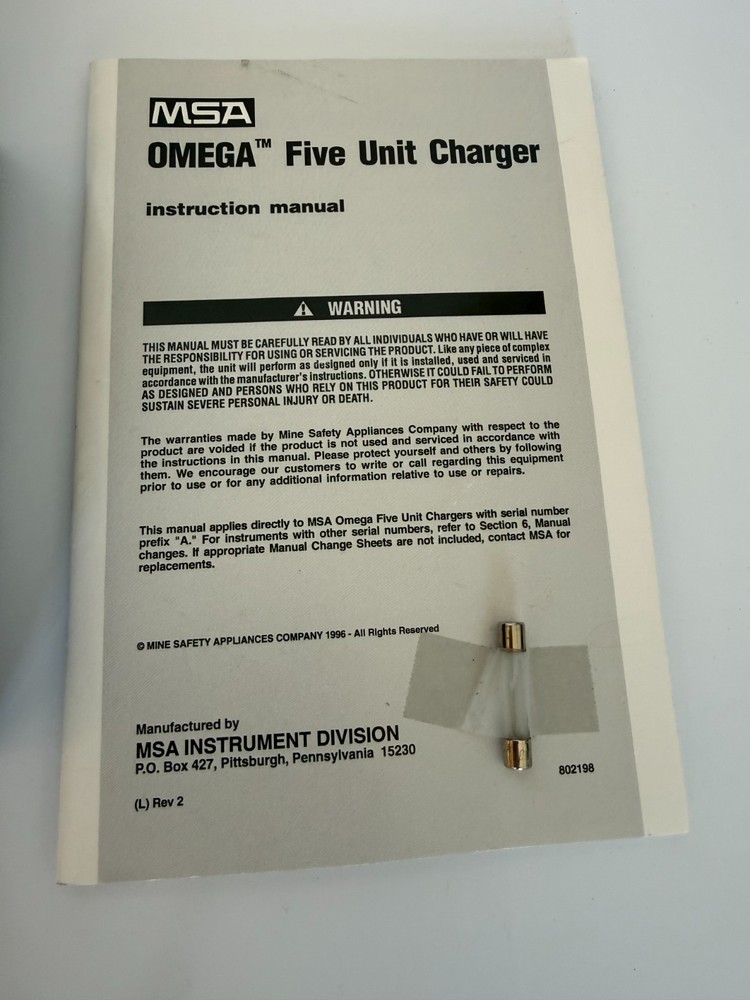 MSA
OMEGA™ Five Unit Charger
instruction manual
WARNING
THIS MANUAL MUST BE CAREFULLY READ BY ALL INDIVIDUALS WHO HAVE OR WILL HAVE
THE RESPONSIBILITY FOR USING OR SERVICING THE PRODUCT. Like any piece of complex
equipment, the unit will perform as designed only if it is installed, used and serviced in
accordance with the manufacturer's instructions. OTHERWISE IT COULD FAIL TO PERFORM
AS DESIGNED AND PERSONS WHO RELY ON THIS PRODUCT FOR THEIR SAFETY COULD
SUSTAIN SEVERE PERSONAL INJURY OR DEATH.
The warranties made by Mine Safety Appliances Company with respect to the
product are voided if the product is not used and serviced in accordance with
the instructions in this manual. Please protect yourself and others by following
them. We encourage our customers to write or call regarding this equipment
prior to use or for any additional information relative to use or repairs.
This manual applies directly to MSA Omega Five Unit Chargers with serial number
prefix "A." For instruments with other serial numbers, refer to Section 6, Manual
changes. If appropriate Manual Change Sheets are not included, contact MSA for
replacements.
© MINE SAFETY APPLIANCES COMPANY 1996 - All Rights Reserved
Manufactured by
MSA INSTRUMENT DIVISION
P.O. Box 427, Pittsburgh, Pennsylvania 15230
802198
(L) Rev 2